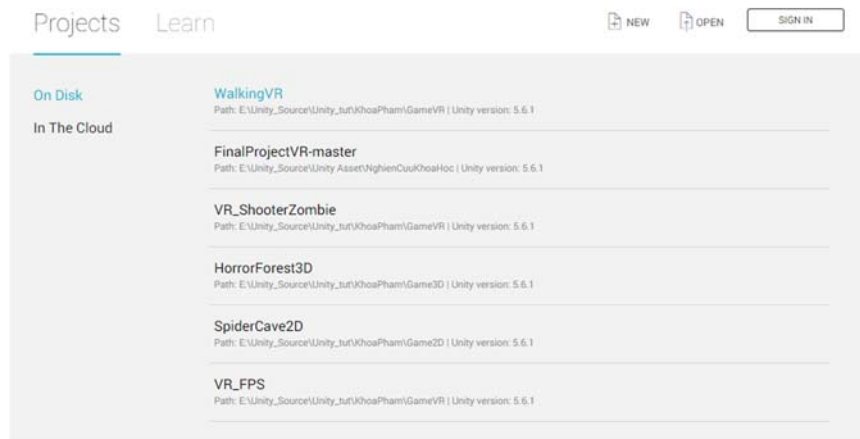 Projects Learn NEW OPEN SIGN IN
On Disk
In The Cloud
WalkingVR
Path: E:\Unity_Source\Unity_tut\KhoaPham\GameVR | Unity version: 5.6.1
FinalProjectVR-master
Path: E:\Unity_Source\Unity Asset\NghienCuuKhoaHoc | Unity version: 5.6.1
VR_ShooterZombie
Path: E:\Unity_Source\Unity_tut\KhoaPham\GameVR | Unity version: 5.6.1
HorrorForest3D
Path: E:\Unity_Source\Unity_tut\KhoaPham\Game3D | Unity version: 5.6.1
SpiderCave2D
Path: E:\Unity_Source\Unity_tut\KhoaPham\Game2D | Unity version: 5.6.1
VR_FPS
Path: E:\Unity_Source\Unity_tut\KhoaPham\GameVR | Unity version: 5.6.1